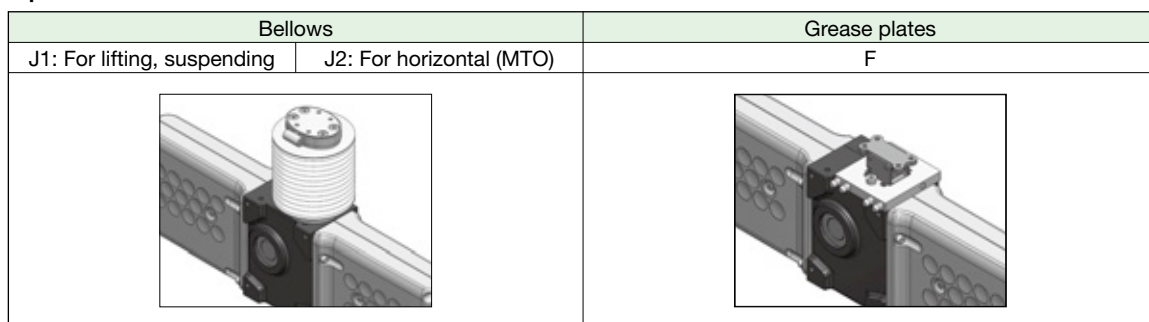 Bellows
Grease plates
J1: For lifting, suspending
J2: For horizontal (MTO)
F